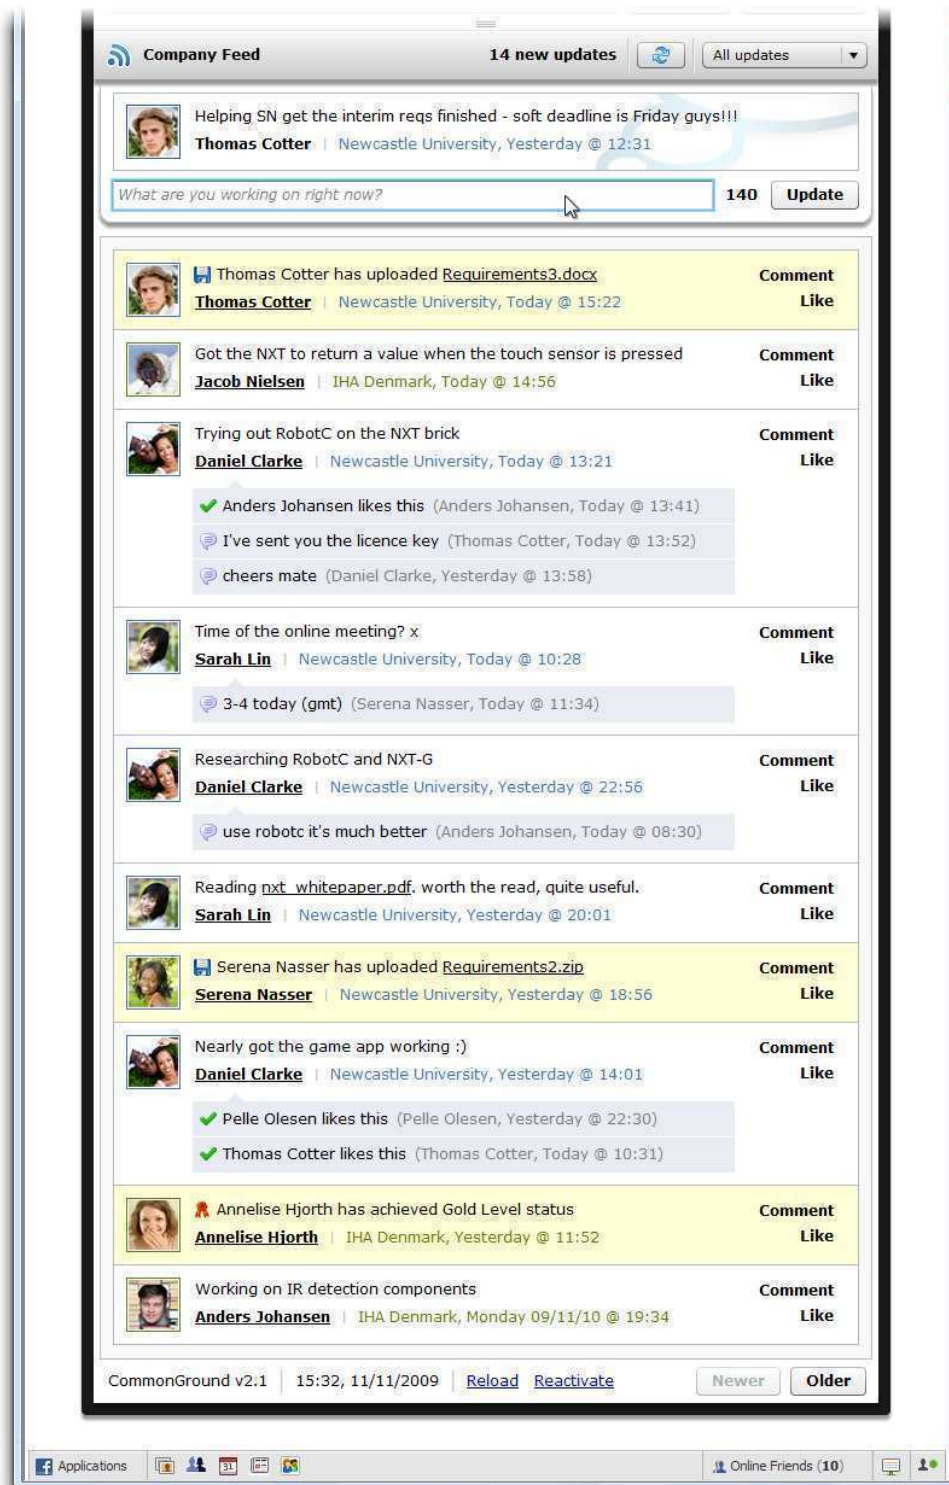 Company Feed 14 new updates All updates
Helping SN get the interim reqs finished - soft deadline is Friday guys!!!
Thomas Cotter | Newcastle University, Yesterday @ 12:31
What are you working on right now? 140 Update
Thomas Cotter has uploaded Requirements3.docx Comment
Thomas Cotter | Newcastle University, Today @ 15:22 Like
Got the NXT to return a value when the touch sensor is pressed Comment
Jacob Nielsen | IHA Denmark, Today @ 14:56 Like
Trying out RobotC on the NXT brick Comment
Daniel Clarke | Newcastle University, Today @ 13:21 Like
Anders Johansen likes this (Anders Johansen, Today @ 13:41)
I've sent you the licence key (Thomas Cotter, Today @ 13:52)
cheers mate (Daniel Clarke, Yesterday @ 13:58)
Time of the online meeting? x Comment
Sarah Lin | Newcastle University, Today @ 10:28 Like
3-4 today (gmt) (Serena Nasser, Today @ 11:34)
Researching RobotC and NXT-G Comment
Daniel Clarke | Newcastle University, Yesterday @ 22:56 Like
use robotc it's much better (Anders Johansen, Today @ 08:30)
Reading nxt_whitepaper.pdf. worth the read, quite useful. Comment
Sarah Lin | Newcastle University, Yesterday @ 20:01 Like
Serena Nasser has uploaded Requirements2.zip Comment
Serena Nasser | Newcastle University, Yesterday @ 18:56 Like
Nearly got the game app working :) Comment
Daniel Clarke | Newcastle University, Yesterday @ 14:01 Like
Pelle Olesen likes this (Pelle Olesen, Yesterday @ 22:30)
Thomas Cotter likes this (Thomas Cotter, Today @ 10:31)
Annelise Hjorth has achieved Gold Level status Comment
Annelise Hjorth | IHA Denmark, Yesterday @ 11:52 Like
Working on IR detection components Comment
Anders Johansen | IHA Denmark, Monday 09/11/10 @ 19:34 Like
CommonGround v2.1 | 15:32, 11/11/2009 | Reload Reactivate Newer Older
Applications 31 Online Friends (10)